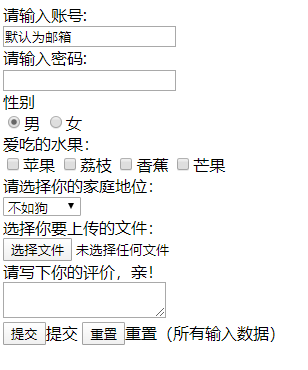 请输入账号:
默认为邮箱
请输入密码:
性别
男 女
爱吃的水果:
苹果 荔枝 香蕉 芒果
请选择你的家庭地位:
不如狗
选择你要上传的文件:
选择文件 未选择任何文件
请写下你的评价，亲！
提交 提交 重置 重置（所有输入数据）